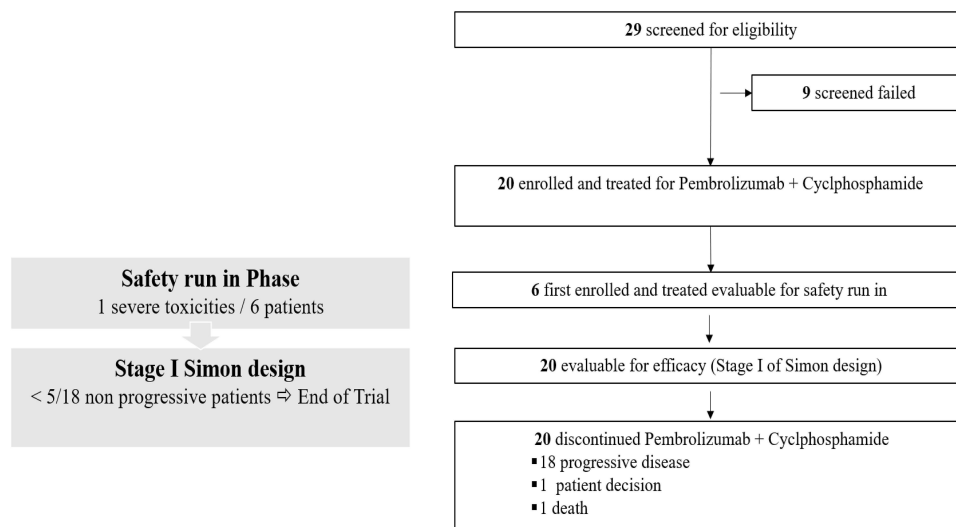 29 screened for eligibility
9 screened failed
20 enrolled and treated for Pembrolizumab + Cyclphosphamide
Safety run in Phase
1 severe toxicities / 6 patients
6 first enrolled and treated evaluable for safety run in
Stage I Simon design
< 5/18 non progressive patients ⇨ End of Trial
20 evaluable for efficacy (Stage I of Simon design)
20 discontinued Pembrolizumab + Cyclphosphamide
▪ 18 progressive disease
▪ 1 patient decision
▪ 1 death